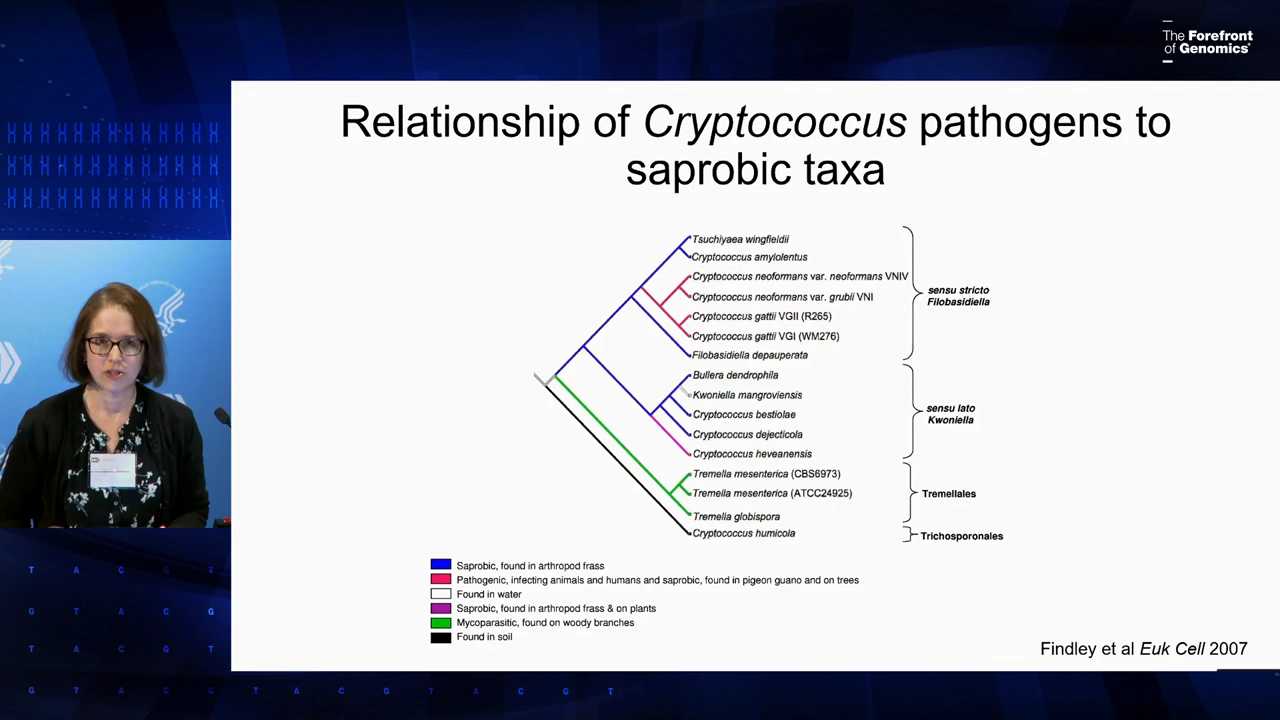 The Forefront
of Genomics®
Relationship of Cryptococcus pathogens to
saprobic taxa
Tsuchiyaea wingfieldii
Cryptococcus amylolentus
Cryptococcus neoformans var. neoformans VNIV
Cryptococcus neoformans var. grubii VNI
Cryptococcus gattii VGII (R265)
Cryptococcus gattii VGI (WM276)
Filobasidiella depauperata
sensu stricto
Filobasidiella
Bullera dendrophila
Kwoniella mangroviensis
Cryptococcus bestiolae
Cryptococcus dejecticola
Cryptococcus heveanensis
sensu lato
Kwoniella
Tremella mesenterica (CBS6973)
Tremella mesenterica (ATCC24925)
Tremella globispora
Tremellales
Cryptococcus humicola
Trichosporonales
Saprobic, found in arthropod frass
Pathogenic, infecting animals and humans and saprobic, found in pigeon guano and on trees
Found in water
Saprobic, found in arthropod frass & on plants
Mycoparasitic, found on woody branches
Found in soil
Findley et al Euk Cell 2007
T A C G T
G T A C G
T A C G T
G T A C G T A C G T A C G T